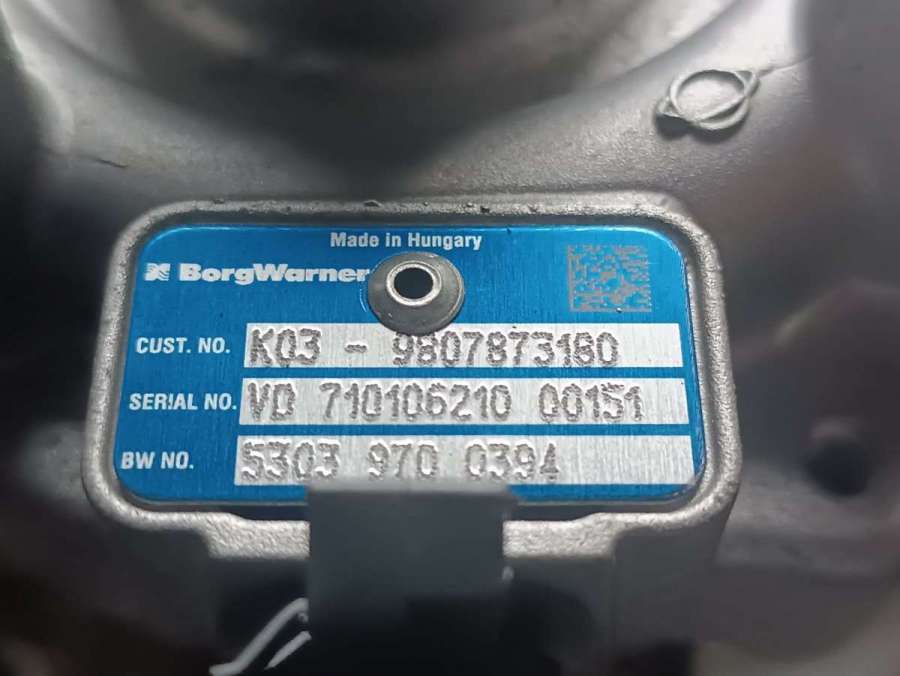 Made in Hungary
BorgWarner
CUST. NO. K03 - 9807873180
SERIAL NO. VD 710106210 00151
BW NO. 5303 970 0394